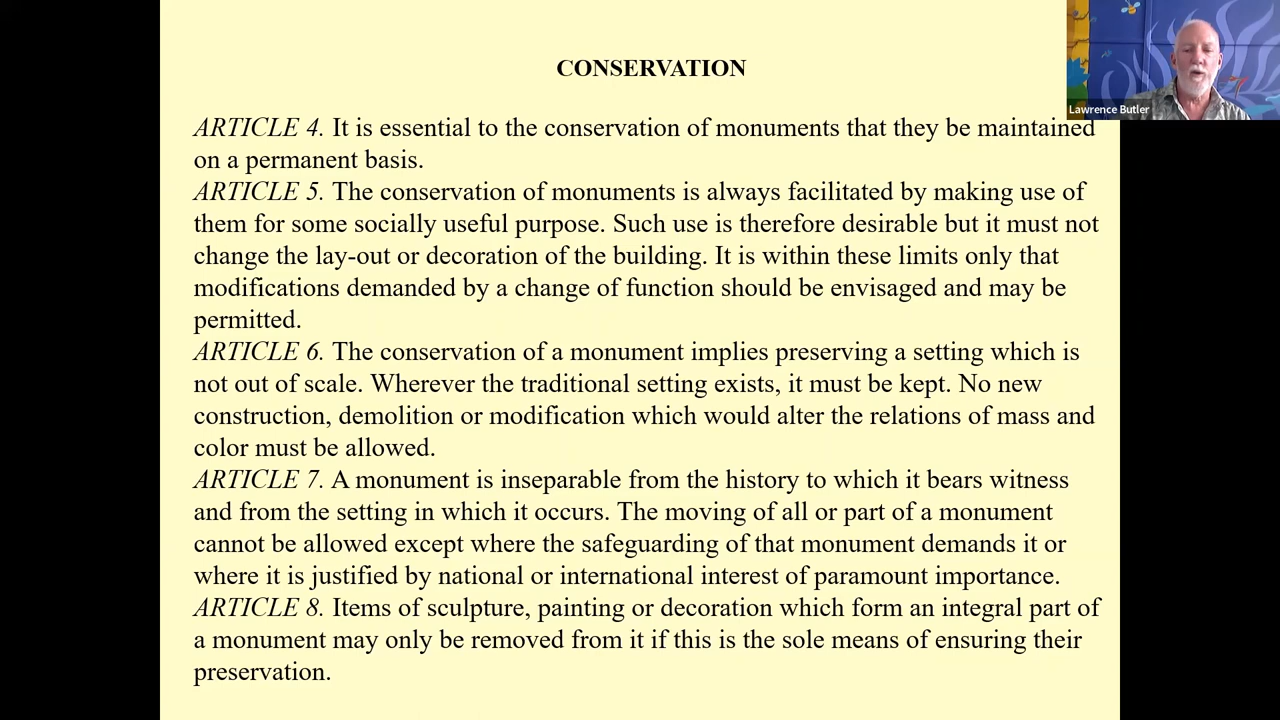 CONSERVATION
Lawrence Butler
ARTICLE 4. It is essential to the conservation of monuments that they be maintained
on a permanent basis.
ARTICLE 5. The conservation of monuments is always facilitated by making use of
them for some socially useful purpose. Such use is therefore desirable but it must not
change the lay-out or decoration of the building. It is within these limits only that
modifications demanded by a change of function should be envisaged and may be
permitted.
ARTICLE 6. The conservation of a monument implies preserving a setting which is
not out of scale. Wherever the traditional setting exists, it must be kept. No new
construction, demolition or modification which would alter the relations of mass and
color must be allowed.
ARTICLE 7. A monument is inseparable from the history to which it bears witness
and from the setting in which it occurs. The moving of all or part of a monument
cannot be allowed except where the safeguarding of that monument demands it or
where it is justified by national or international interest of paramount importance.
ARTICLE 8. Items of sculpture, painting or decoration which form an integral part of
a monument may only be removed from it if this is the sole means of ensuring their
preservation.